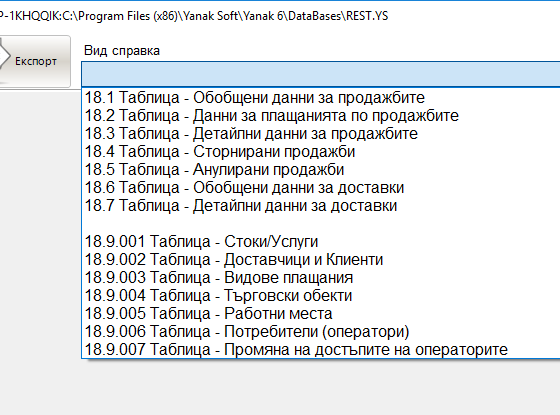 P-1KHQQIK:C:\Program Files (x86)\Yanak Soft\Yanak 6\DataBases\REST.YS
Вид справка
Експорт
18.1 Таблица - Обобщени данни за продажбите
18.2 Таблица - Данни за плащанията по продажбите
18.3 Таблица - Детайлни данни за продажбите
18.4 Таблица - Сторнирани продажби
18.5 Таблица - Анулирани продажби
18.6 Таблица - Обобщени данни за доставки
18.7 Таблица - Детайлни данни за доставки
18.9.001 Таблица - Стоки/Услуги
18.9.002 Таблица - Доставчици и Клиенти
18.9.003 Таблица - Видове плащания
18.9.004 Таблица - Търговски обекти
18.9.005 Таблица - Работни места
18.9.006 Таблица - Потребители (оператори)
18.9.007 Таблица - Промяна на достъпите на операторите